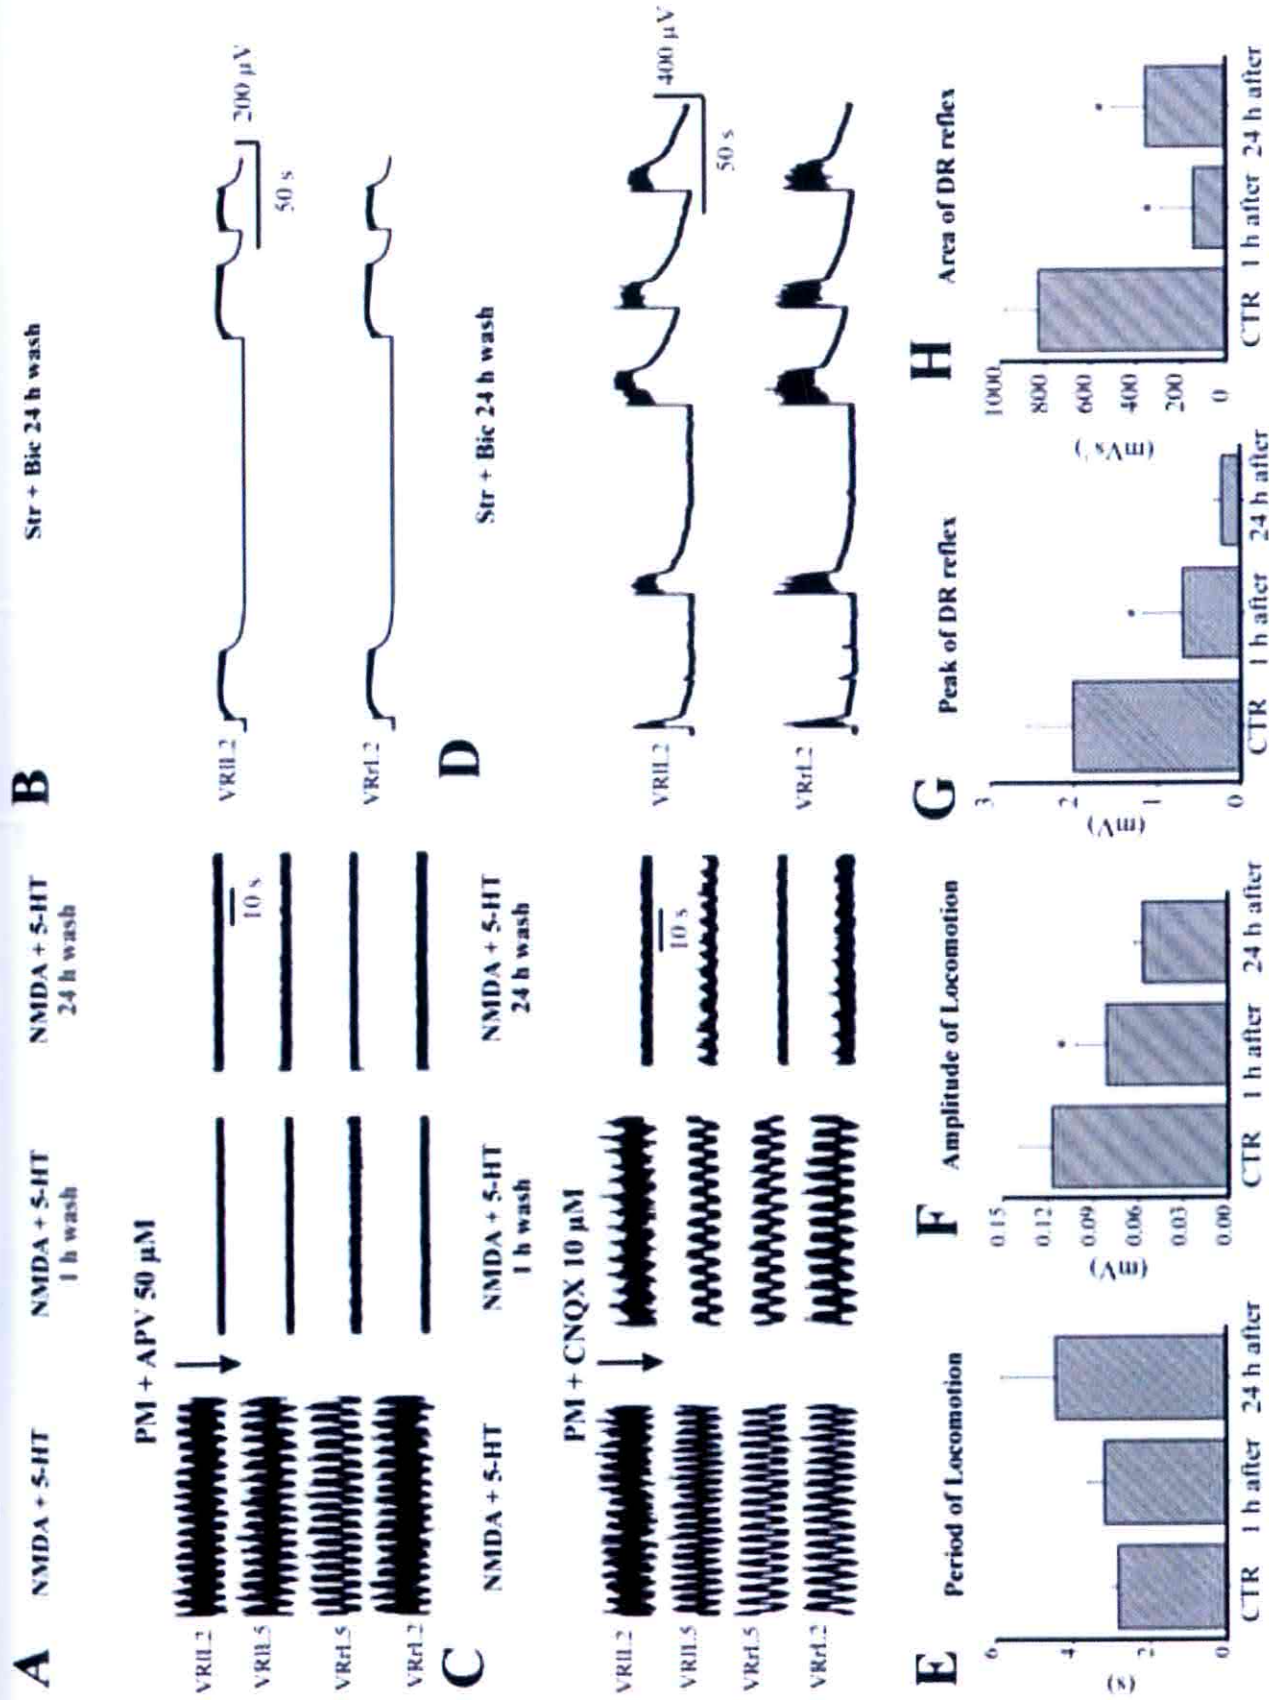 A
NMDA + 5-HT
NMDA + 5-HT
1 h wash
NMDA + 5-HT
24 h wash
PM + APV 50 µM
VRlL2
VRlL5
VRrL5
VRrL2
10 s
B
Str + Bic 24 h wash
VRlL2
VRrL2
200 µV
50 s
C
NMDA + 5-HT
NMDA + 5-HT
1 h wash
NMDA + 5-HT
24 h wash
PM + CNQX 10 µM
VRlL2
VRlL5
VRrL5
VRrL2
10 s
D
Str + Bic 24 h wash
VRlL2
VRrL2
400 µV
50 s
E
Period of Locomotion
6
4
2
0
(s)
CTR 1 h after 24 h after
F
Amplitude of Locomotion
0.15
0.12
0.09
0.06
0.03
0.00
(mV)
CTR 1 h after 24 h after
G
Peak of DR reflex
3
2
1
0
(mV)
CTR 1 h after 24 h after
H
Area of DR reflex
1000
800
600
400
200
0
CTR 1 h after 24 h after